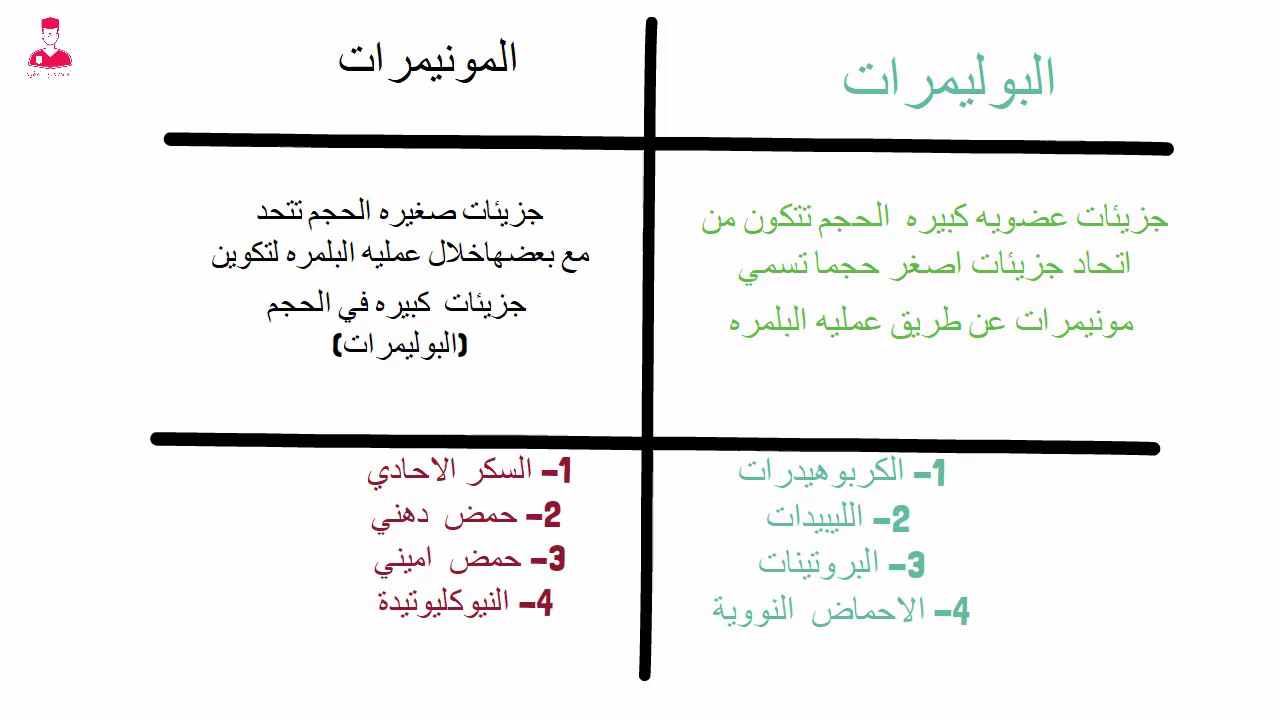 البوليمرات
المونيمرات
جزيئات عضويه كبيره الحجم تتكون من
اتحاد جزيئات اصغر حجما تسمي
مونيمرات عن طريق عمليه البلمره
جزيئات صغيره الحجم تتحد
مع بعضهاخلال عمليه البلمره لتكوين
جزيئات كبيره في الحجم
(البوليمرات)
1- الكربوهيدرات
2- الليبيدات
3- البروتينات
4- الاحماض النووية
1- السكر الاحادي
2- حمض دهني
3- حمض اميني
4- النيوكليوتيدة